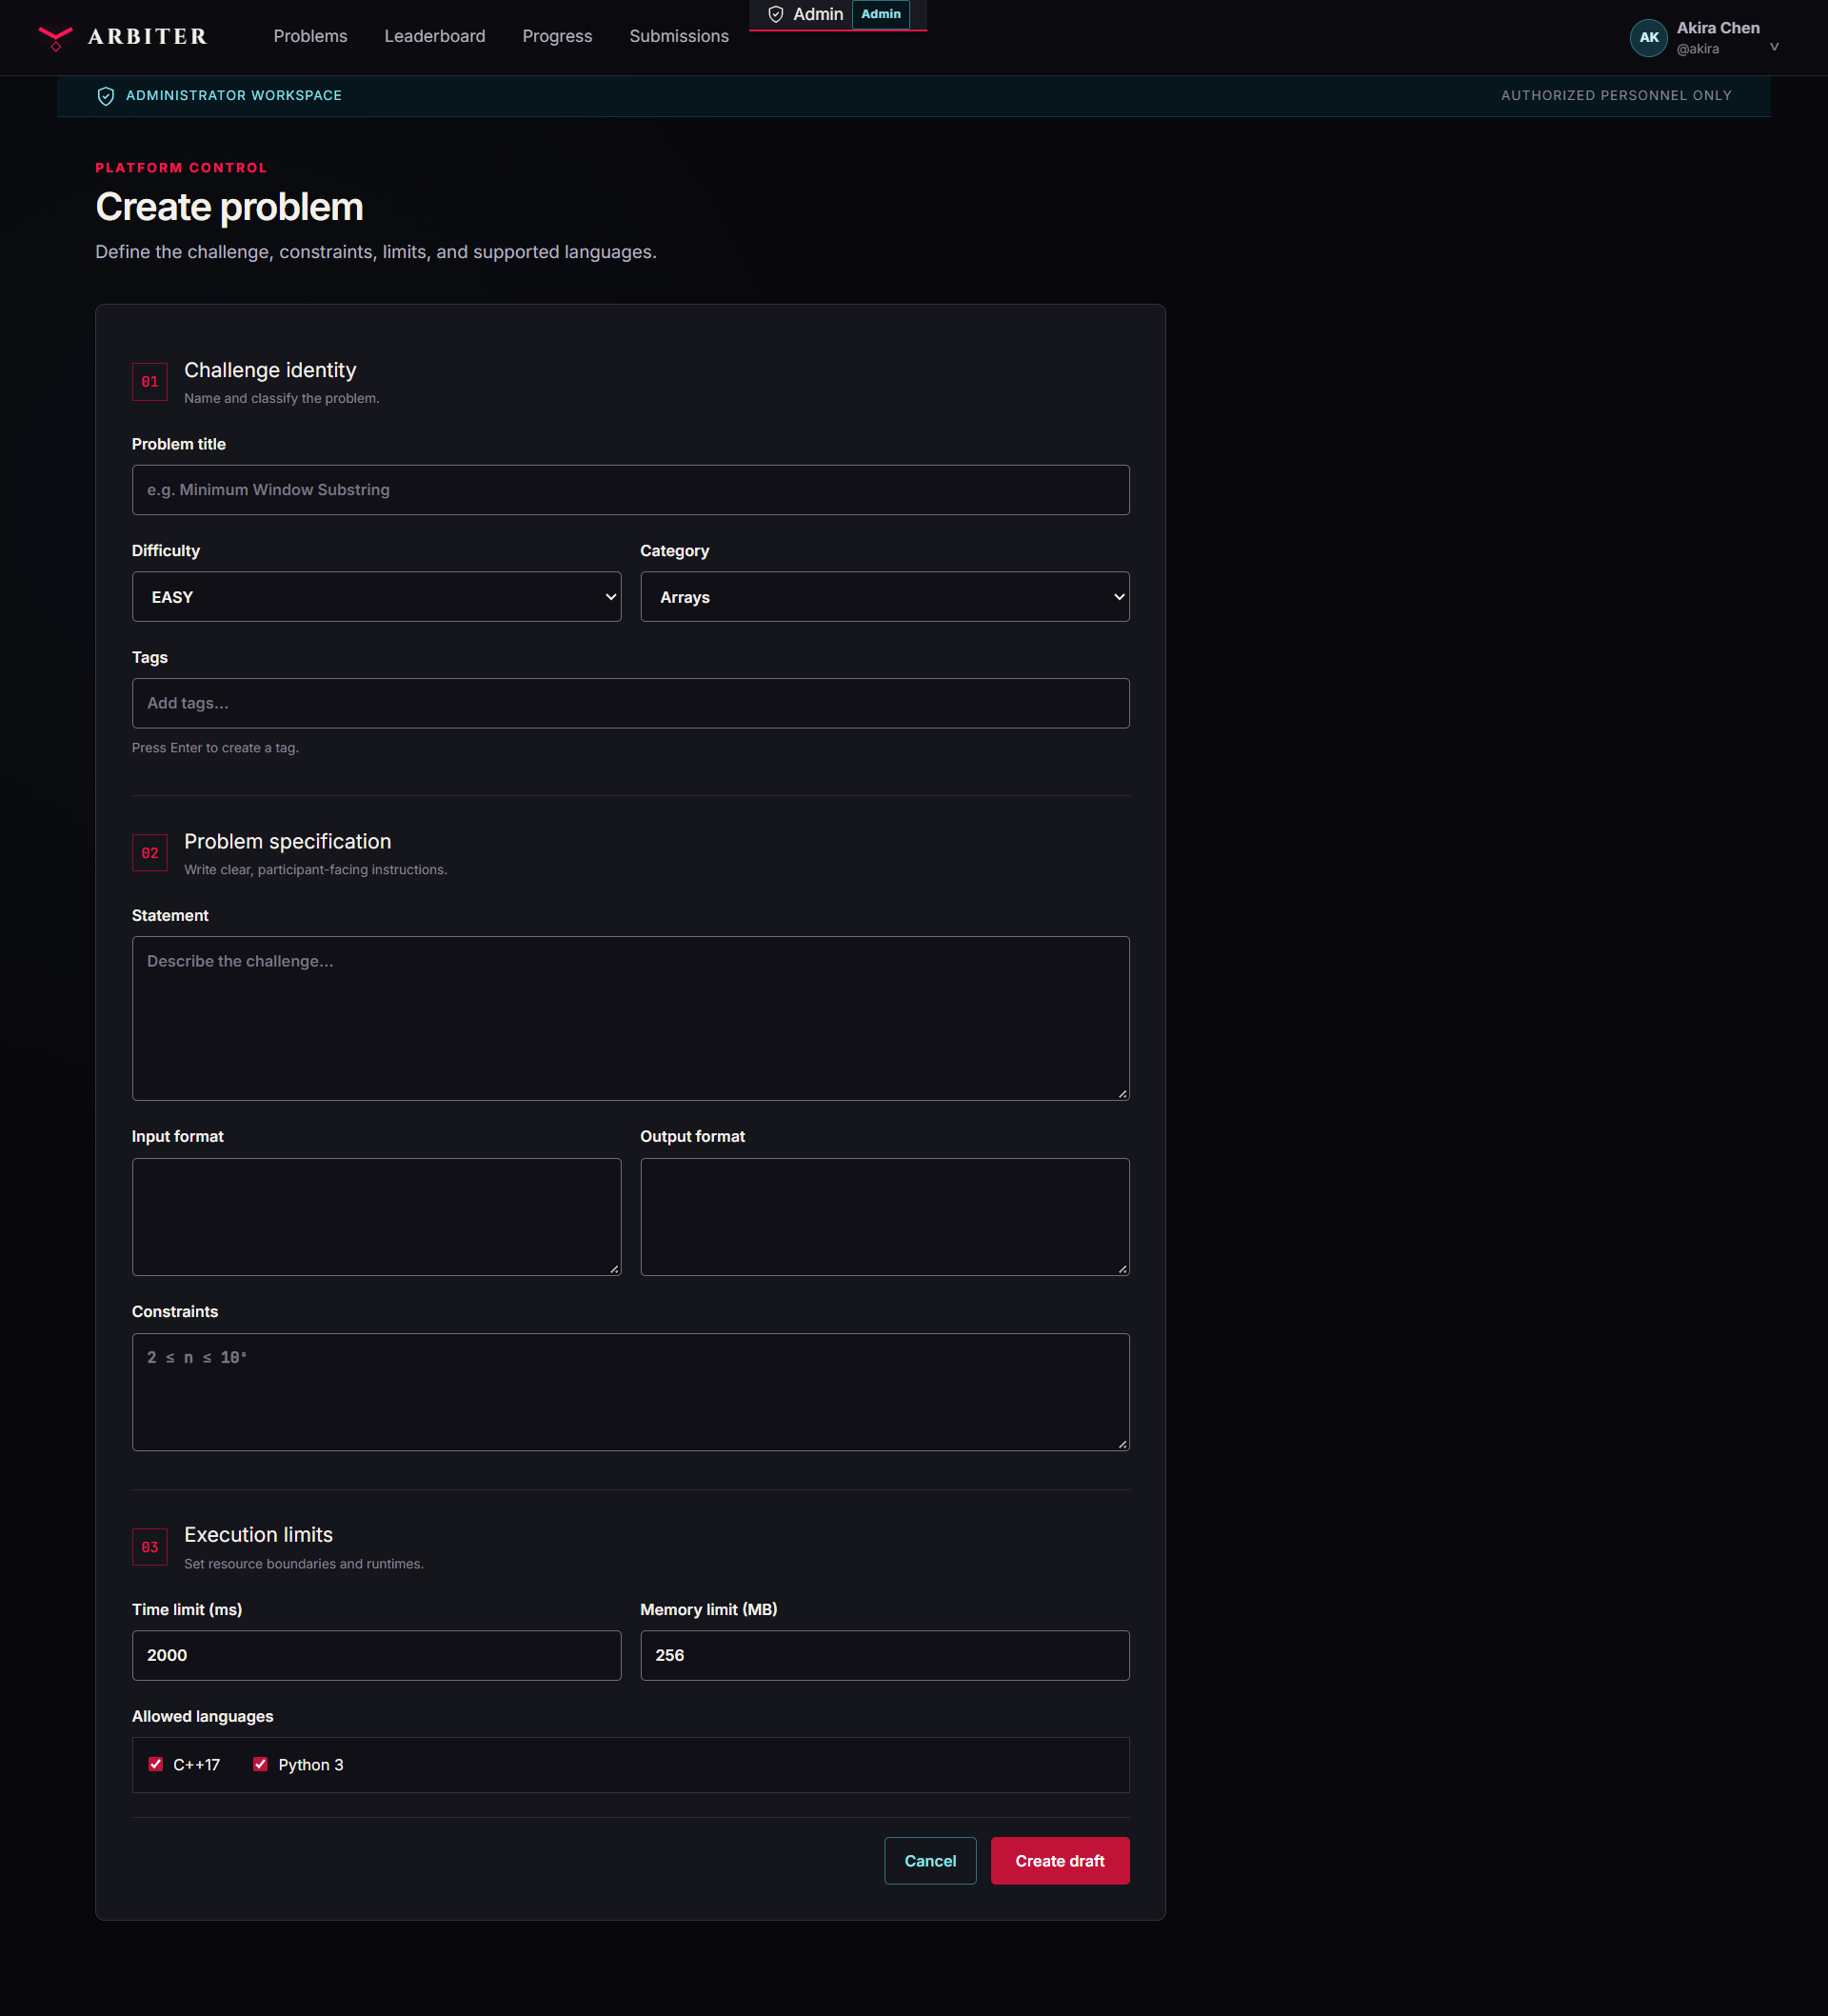 ARBITER
Problems
Leaderboard
Progress
Submissions
Admin
Admin
AK
Akira Chen
@akira
ADMINISTRATOR WORKSPACE
AUTHORIZED PERSONNEL ONLY
PLATFORM CONTROL
Create problem
Define the challenge, constraints, limits, and supported languages.
01
Challenge identity
Name and classify the problem.
Problem title
e.g. Minimum Window Substring
Difficulty
Category
EASY
Arrays
Tags
Add tags...
Press Enter to create a tag.
02
Problem specification
Write clear, participant-facing instructions.
Statement
Describe the challenge...
Input format
Output format
Constraints
2 ≤ n ≤ 10⁵
03
Execution limits
Set resource boundaries and runtimes.
Time limit (ms)
Memory limit (MB)
2000
256
Allowed languages
C++17
Python 3
Cancel
Create draft